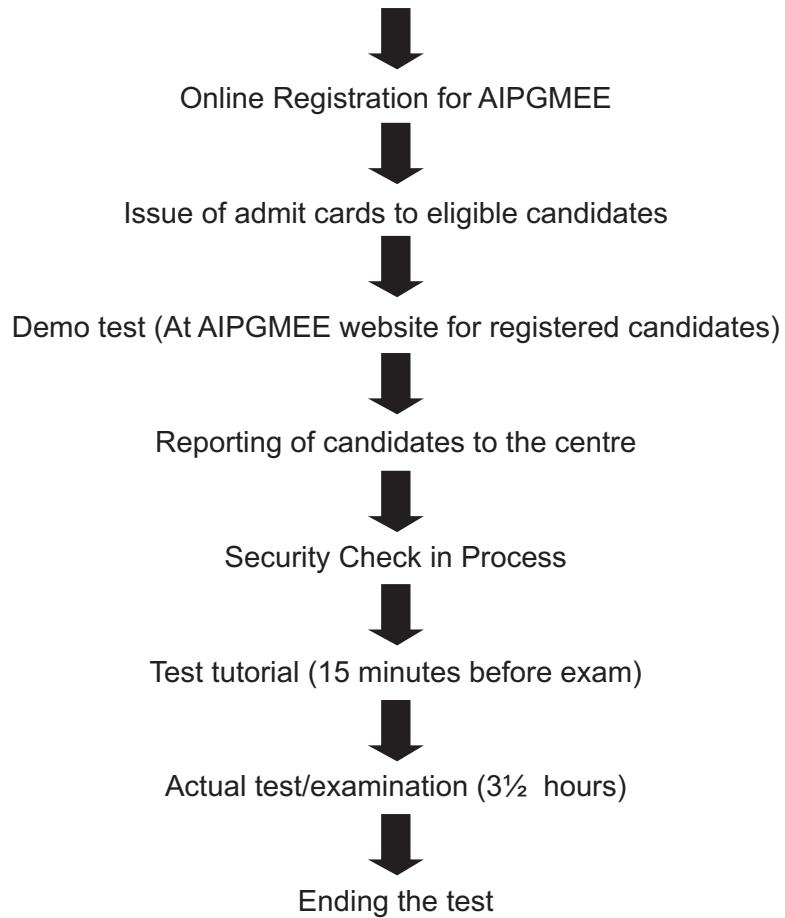 Online Registration for AIPGMEE
Issue of admit cards to eligible candidates
Demo test (At AIPGMEE website for registered candidates)
Reporting of candidates to the centre
Security Check in Process
Test tutorial (15 minutes before exam)
Actual test/examination (3½ hours)
Ending the test